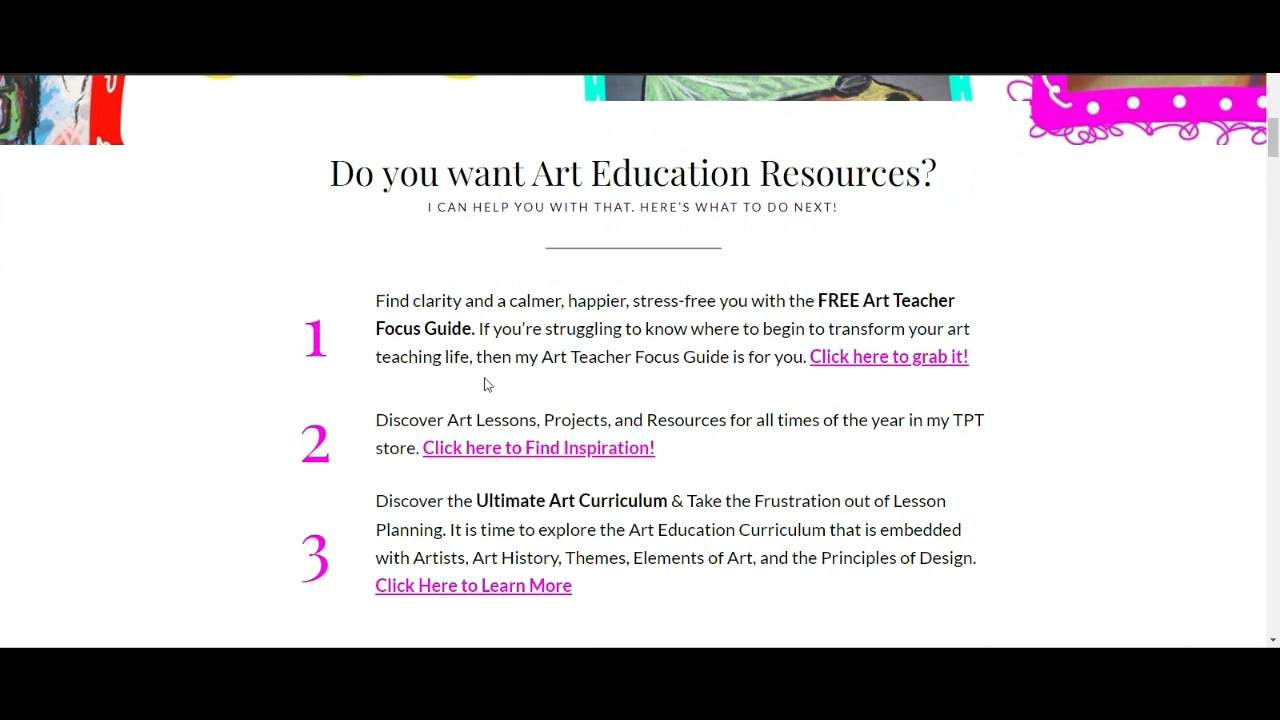 Do you want Art Education Resources?
I CAN HELP YOU WITH THAT. HERE'S WHAT TO DO NEXT!
1
Find clarity and a calmer, happier, stress-free you with the FREE Art Teacher
Focus Guide. If you're struggling to know where to begin to transform your art
teaching life, then my Art Teacher Focus Guide is for you. Click here to grab it!
2
Discover Art Lessons, Projects, and Resources for all times of the year in my TPT
store. Click here to Find Inspiration!
3
Discover the Ultimate Art Curriculum & Take the Frustration out of Lesson
Planning. It is time to explore the Art Education Curriculum that is embedded
with Artists, Art History, Themes, Elements of Art, and the Principles of Design.
Click Here to Learn More